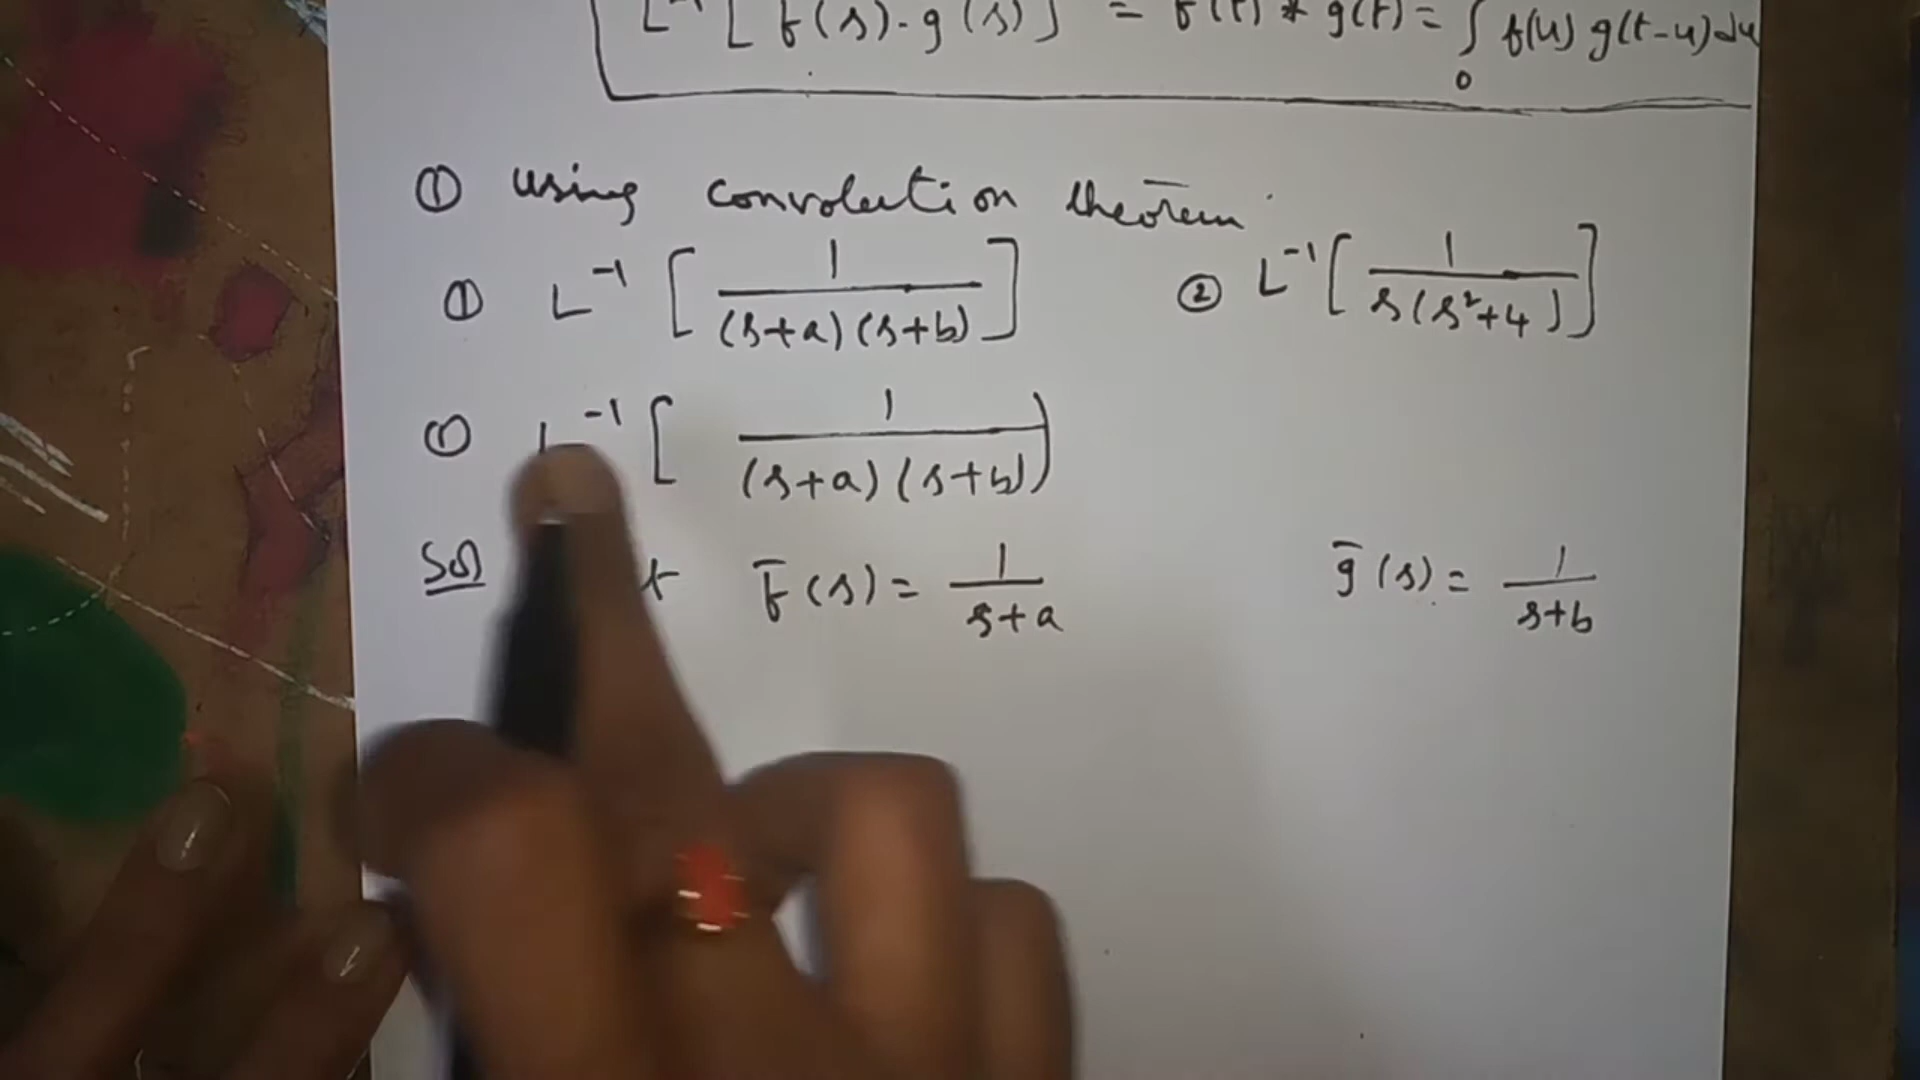 L⁻¹ [ f̄(s) · ḡ(s) ] = f(t) * g(t) = ∫₀ f(u) g(t-u) du
① using convolution theorem
① L⁻¹ [ 1 / (s+a)(s+b) ] ② L⁻¹ [ 1 / s(s²+4) ]
① L⁻¹ [ 1 / (s+a)(s+b) )
Sol f̄(s) = 1 / s+a ḡ(s) = 1 / s+b